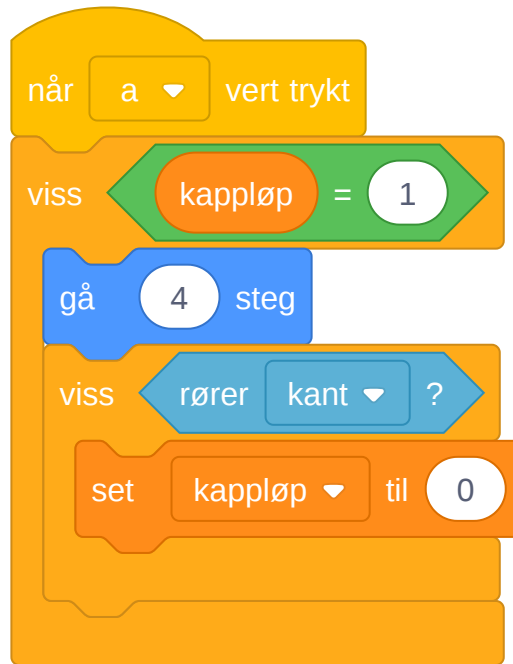 når a vert trykt
viss kappløp = 1
gå 4 steg
viss rører kant ?
set kappløp til 0